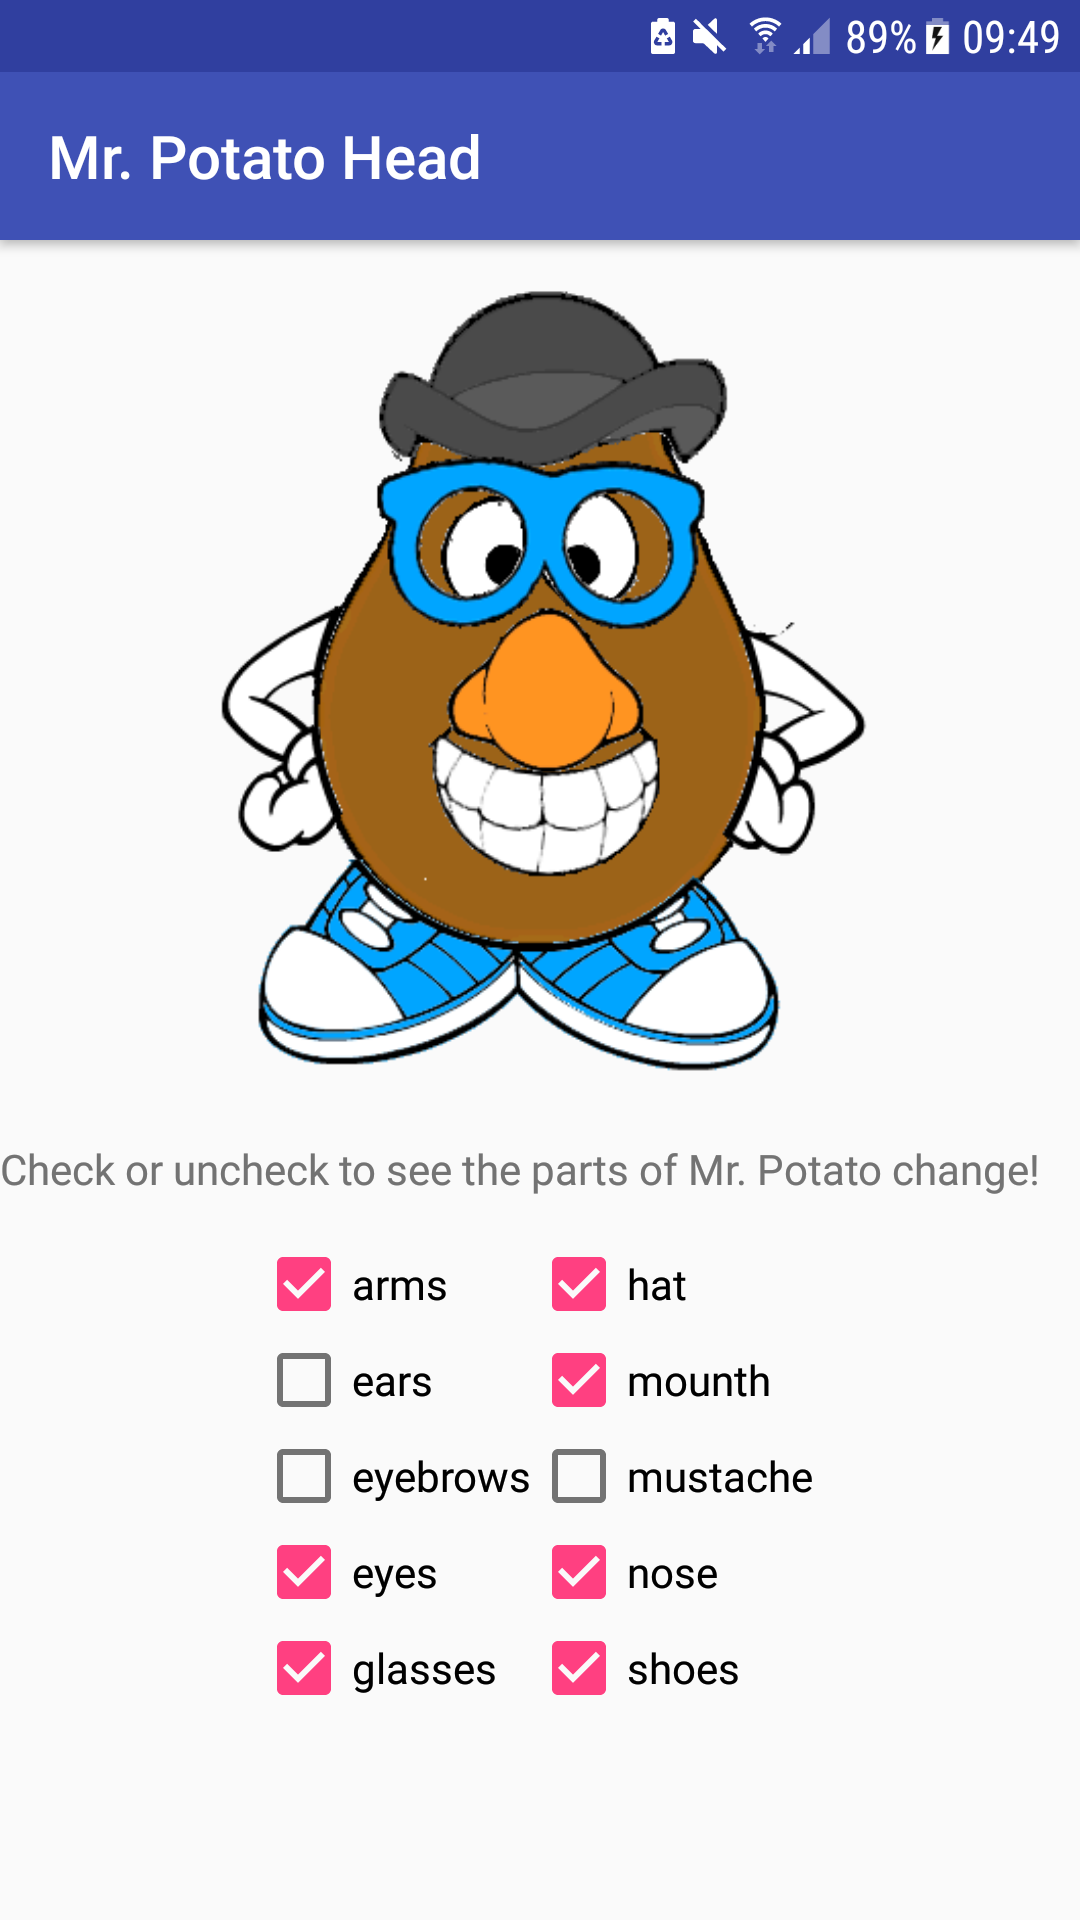 89% 09:49
Mr. Potato Head
Check or uncheck to see the parts of Mr. Potato change!
arms hat
ears mounth
eyebrows mustache
eyes nose
glasses shoes